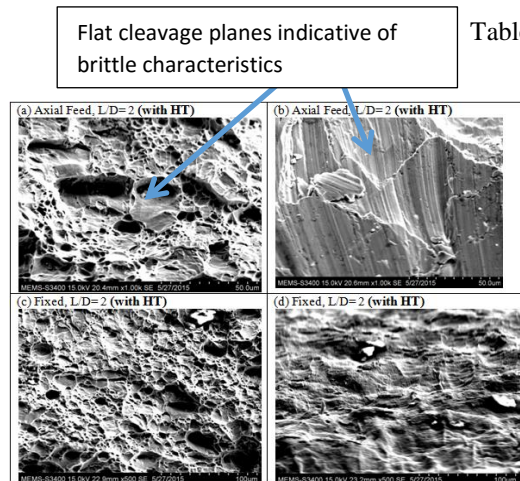 Flat cleavage planes indicative of
brittle characteristics
Table
(a) Axial Feed, L/D= 2 (with HT)
(b) Axial Feed, L/D= 2 (with HT)
MEMS-S3400 15.0kV 20.4mm x1.00k SE 5/27/2015 50.0um
MEMS-S3400 15.0kV 20.6mm x1.00k SE 5/27/2015 50.0um
(c) Fixed, L/D= 2 (with HT)
(d) Fixed, L/D= 2 (with HT)
MEMS-S3400 15.0kV 22.9mm x500 SE 5/27/2015 100um
MEMS-S3400 15.0kV 23.2mm x500 SE 5/27/2015 100um